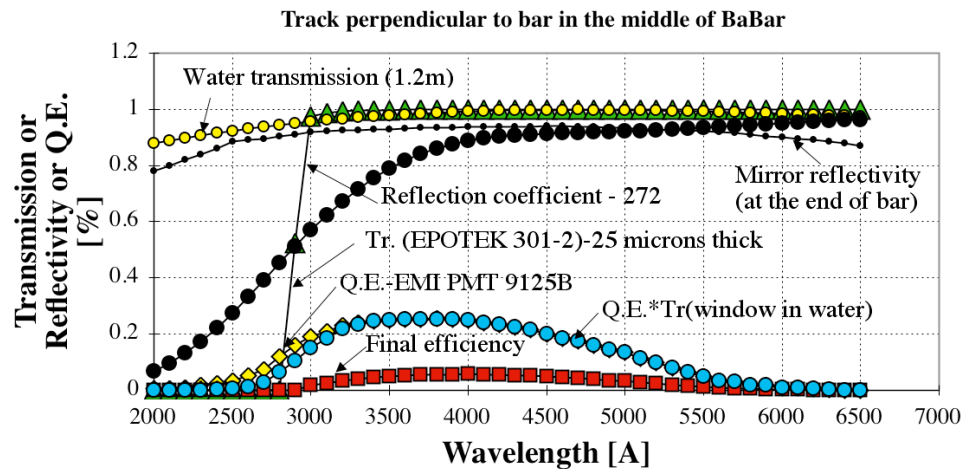 Track perpendicular to bar in the middle of BaBar
Transmission or
Reflectivity or Q.E.
[%]
1.2
1
0.8
0.6
0.4
0.2
0
Water transmission (1.2m)
Reflection coefficient - 272
Mirror reflectivity
(at the end of bar)
Tr. (EPOTEK 301-2)-25 microns thick
Q.E.-EMI PMT 9125B
Q.E.*Tr(window in water)
Final efficiency
2000 2500 3000 3500 4000 4500 5000 5500 6000 6500 7000
Wavelength [A]